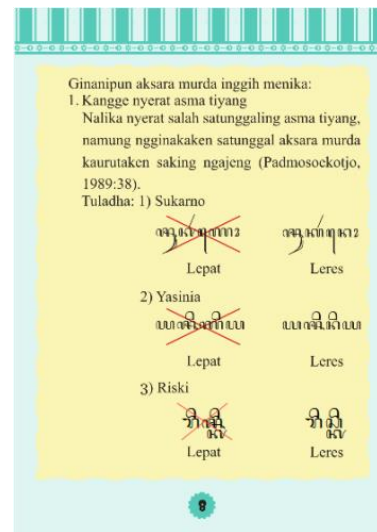 Ginanipun aksara murda inggih menika:
1. Kangge nyerat asma tiyang
Nalika nyerat salah satunggaling asma tiyang,
namung ngginakaken satunggal aksara murda
kaurutaken saking ngajeng (Padmosoekotjo,
1989:38).
Tuladha: 1) Sukarno
Lepat Leres
2) Yasinia
Lepat Leres
3) Riski
Lepat Leres
8